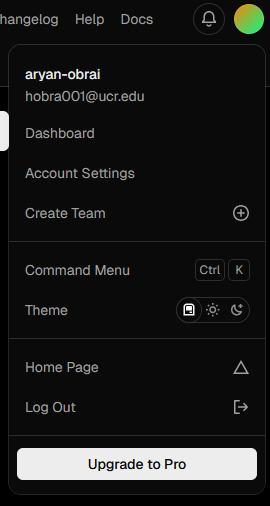 hangelog Help Docs
aryan-obrai
hobra001@ucr.edu
Dashboard
Account Settings
Create Team
Command Menu Ctrl K
Theme
Home Page
Log Out
Upgrade to Pro